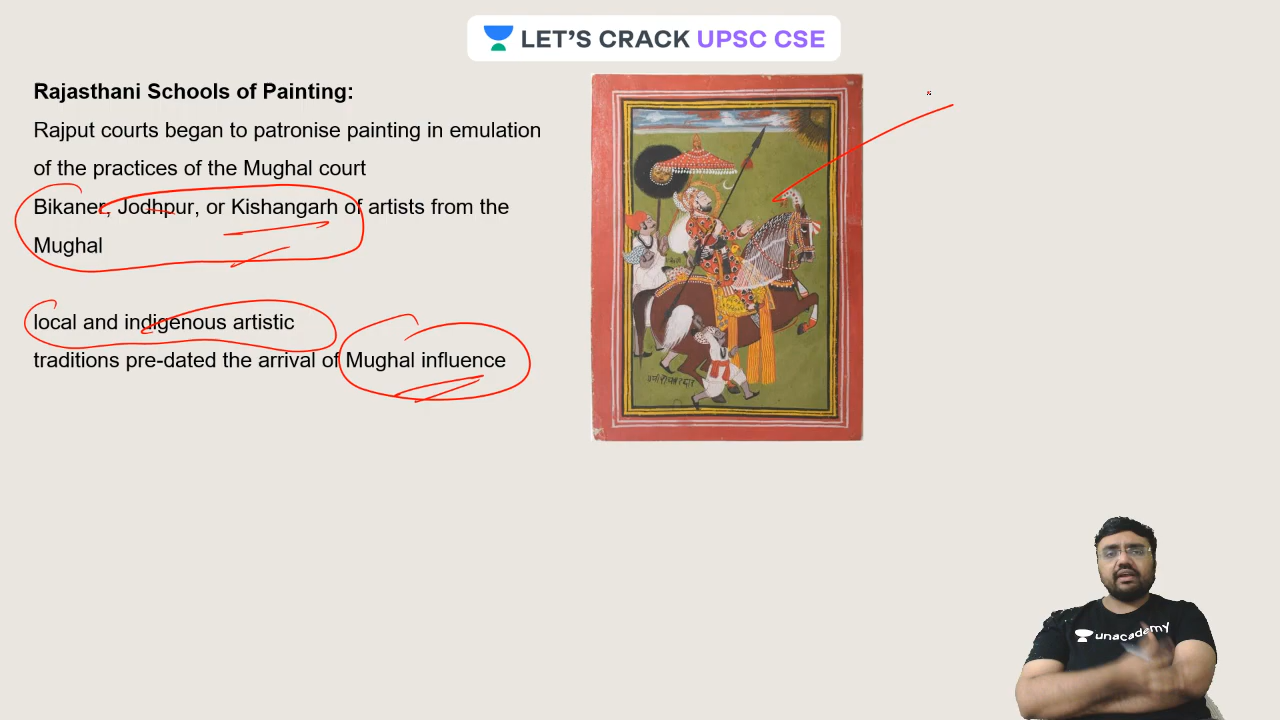 LET'S CRACK UPSC CSE
Rajasthani Schools of Painting:
Rajput courts began to patronise painting in emulation
of the practices of the Mughal court
Bikaner, Jodhpur, or Kishangarh of artists from the
Mughal
local and indigenous artistic
traditions pre-dated the arrival of Mughal influence
unacademy